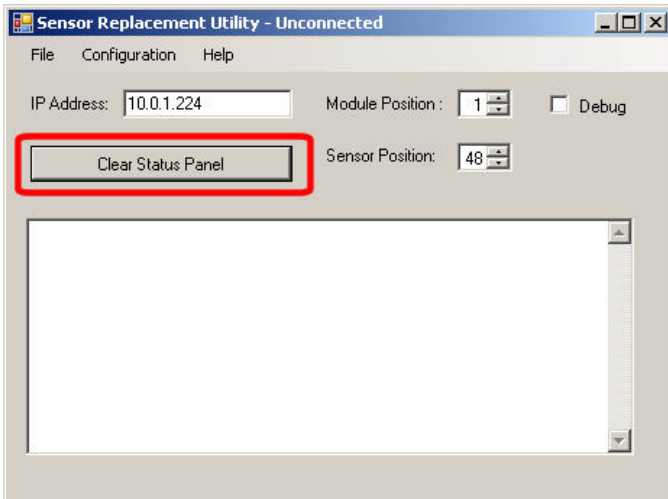 Sensor Replacement Utility - Unconnected
File Configuration Help
IP Address: 10.0.1.224 Module Position : 1 Debug
Clear Status Panel Sensor Position: 48